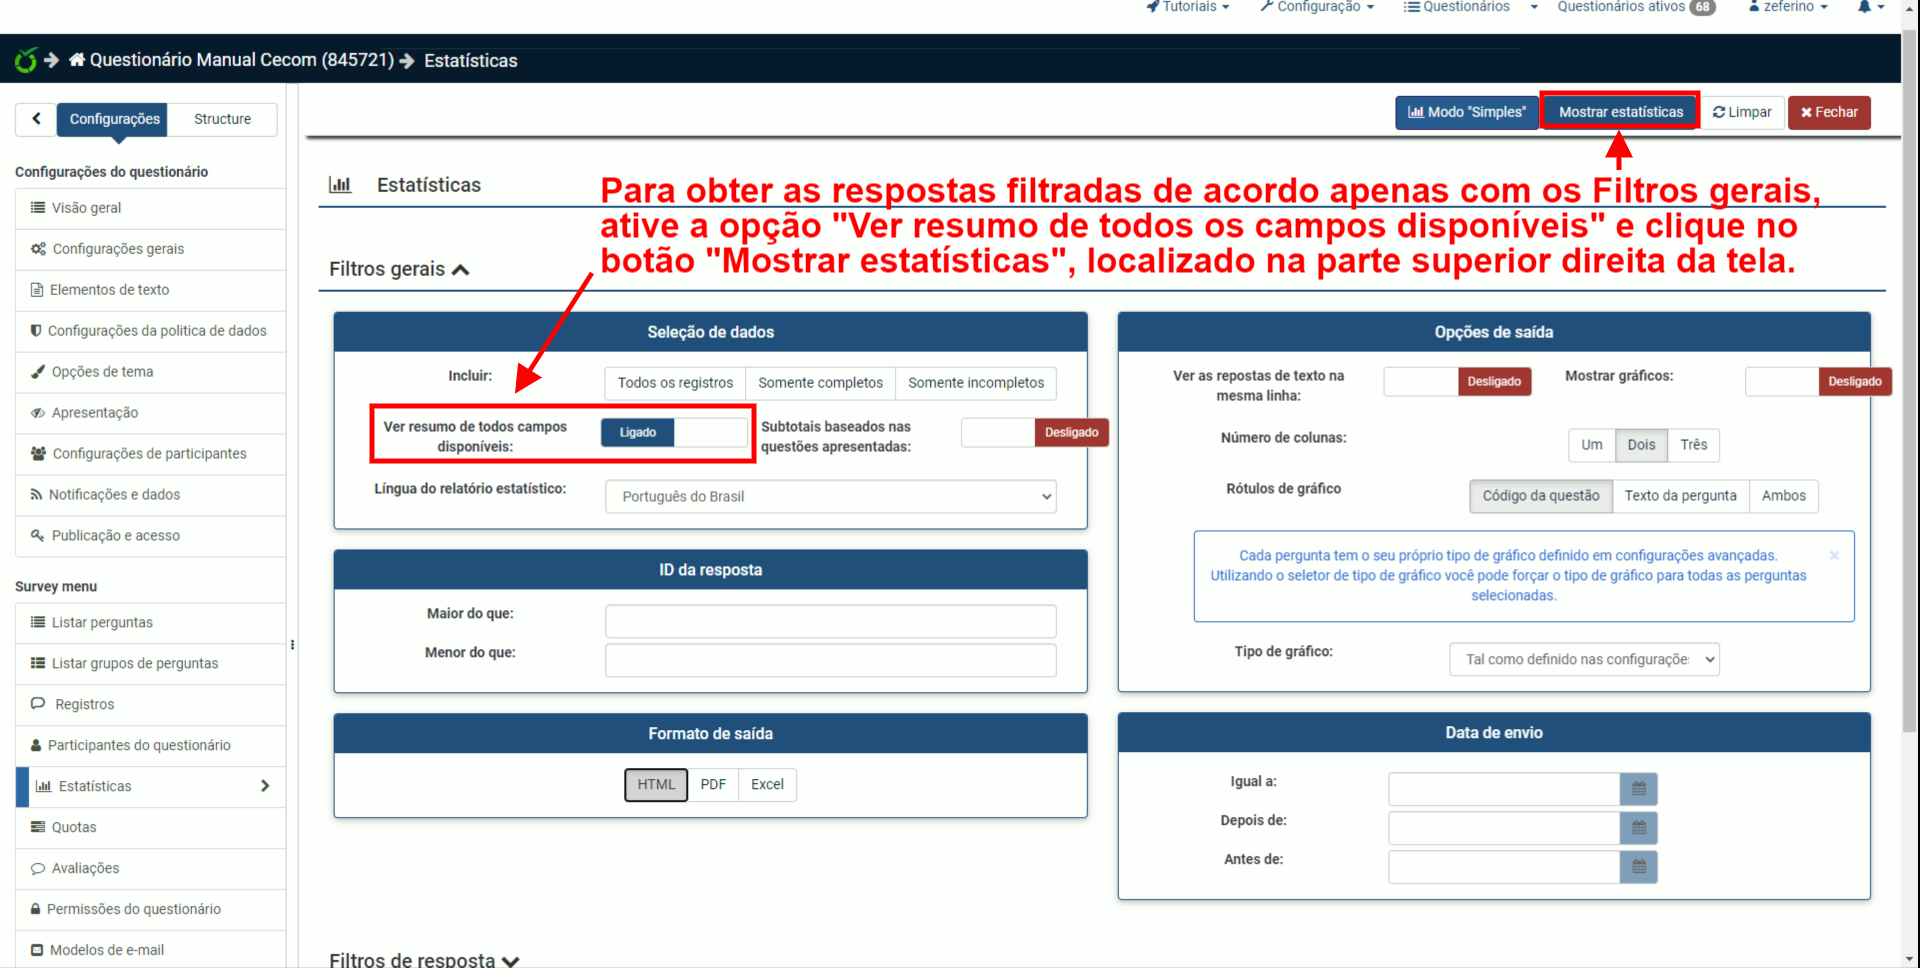 Tutoriais
Configuração
Questionários
Questionários ativos 68
zeferino
Questionário Manual Cecom (845721) Estatísticas
Configurações
Structure
Modo "Simples"
Mostrar estatísticas
Limpar
Fechar
Configurações do questionário
Visão geral
Configurações gerais
Elementos de texto
Configurações da politica de dados
Opções de tema
Apresentação
Configurações de participantes
Notificações e dados
Publicação e acesso
Survey menu
Listar perguntas
Listar grupos de perguntas
Registros
Participantes do questionário
Estatísticas
Quotas
Avaliações
Permissões do questionário
Modelos de e-mail
Estatísticas
Para obter as respostas filtradas de acordo apenas com os Filtros gerais,
ative a opção "Ver resumo de todos os campos disponíveis" e clique no
botão "Mostrar estatísticas", localizado na parte superior direita da tela.
Filtros gerais
Seleção de dados
Incluir:
Todos os registros
Somente completos
Somente incompletos
Ver resumo de todos campos
disponíveis:
Ligado
Subtotais baseados nas
questões apresentadas:
Desligado
Língua do relatório estatístico:
Português do Brasil
ID da resposta
Maior do que:
Menor do que:
Formato de saída
HTML
PDF
Excel
Opções de saída
Ver as repostas de texto na
mesma linha:
Desligado
Mostrar gráficos:
Desligado
Número de colunas:
Um
Dois
Três
Rótulos de gráfico
Código da questão
Texto da pergunta
Ambos
Cada pergunta tem o seu próprio tipo de gráfico definido em configurações avançadas.
Utilizando o seletor de tipo de gráfico você pode forçar o tipo de gráfico para todas as perguntas
selecionadas.
Tipo de gráfico:
Tal como definido nas configurações
Data de envio
Igual a:
Depois de:
Antes de:
Filtros de resposta